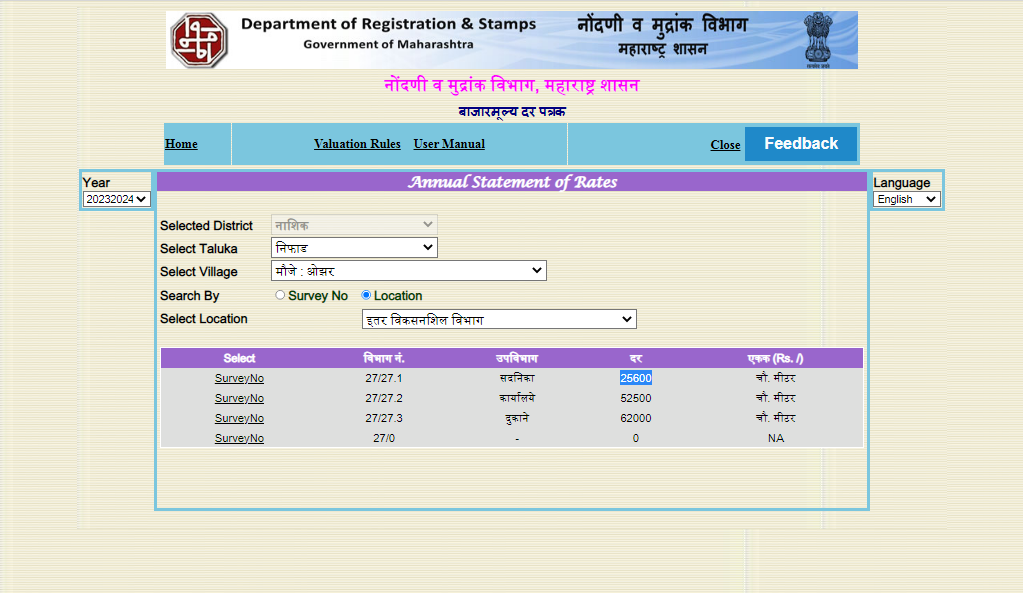 Department of Registration & Stamps
Government of Maharashtra
नोंदणी व मुद्रांक विभाग
महाराष्ट्र शासन
नोंदणी व मुद्रांक विभाग, महाराष्ट्र शासन
बाजारमूल्य दर पत्रक
Home Valuation Rules User Manual Close Feedback
Year
20232024
Annual Statement of Rates
Language
English
Selected District नाशिक
Select Taluka निफाड
Select Village मौजे : ओझर
Search By Survey No Location
Select Location इतर विकसनशिल विभाग
Select विभाग नं. उपविभाग दर एकक (Rs. /)
SurveyNo 27/27.1 सदनिका 25600 चौ. मीटर
SurveyNo 27/27.2 कार्यालये 52500 चौ. मीटर
SurveyNo 27/27.3 दुकाने 62000 चौ. मीटर
SurveyNo 27/0 - 0 NA